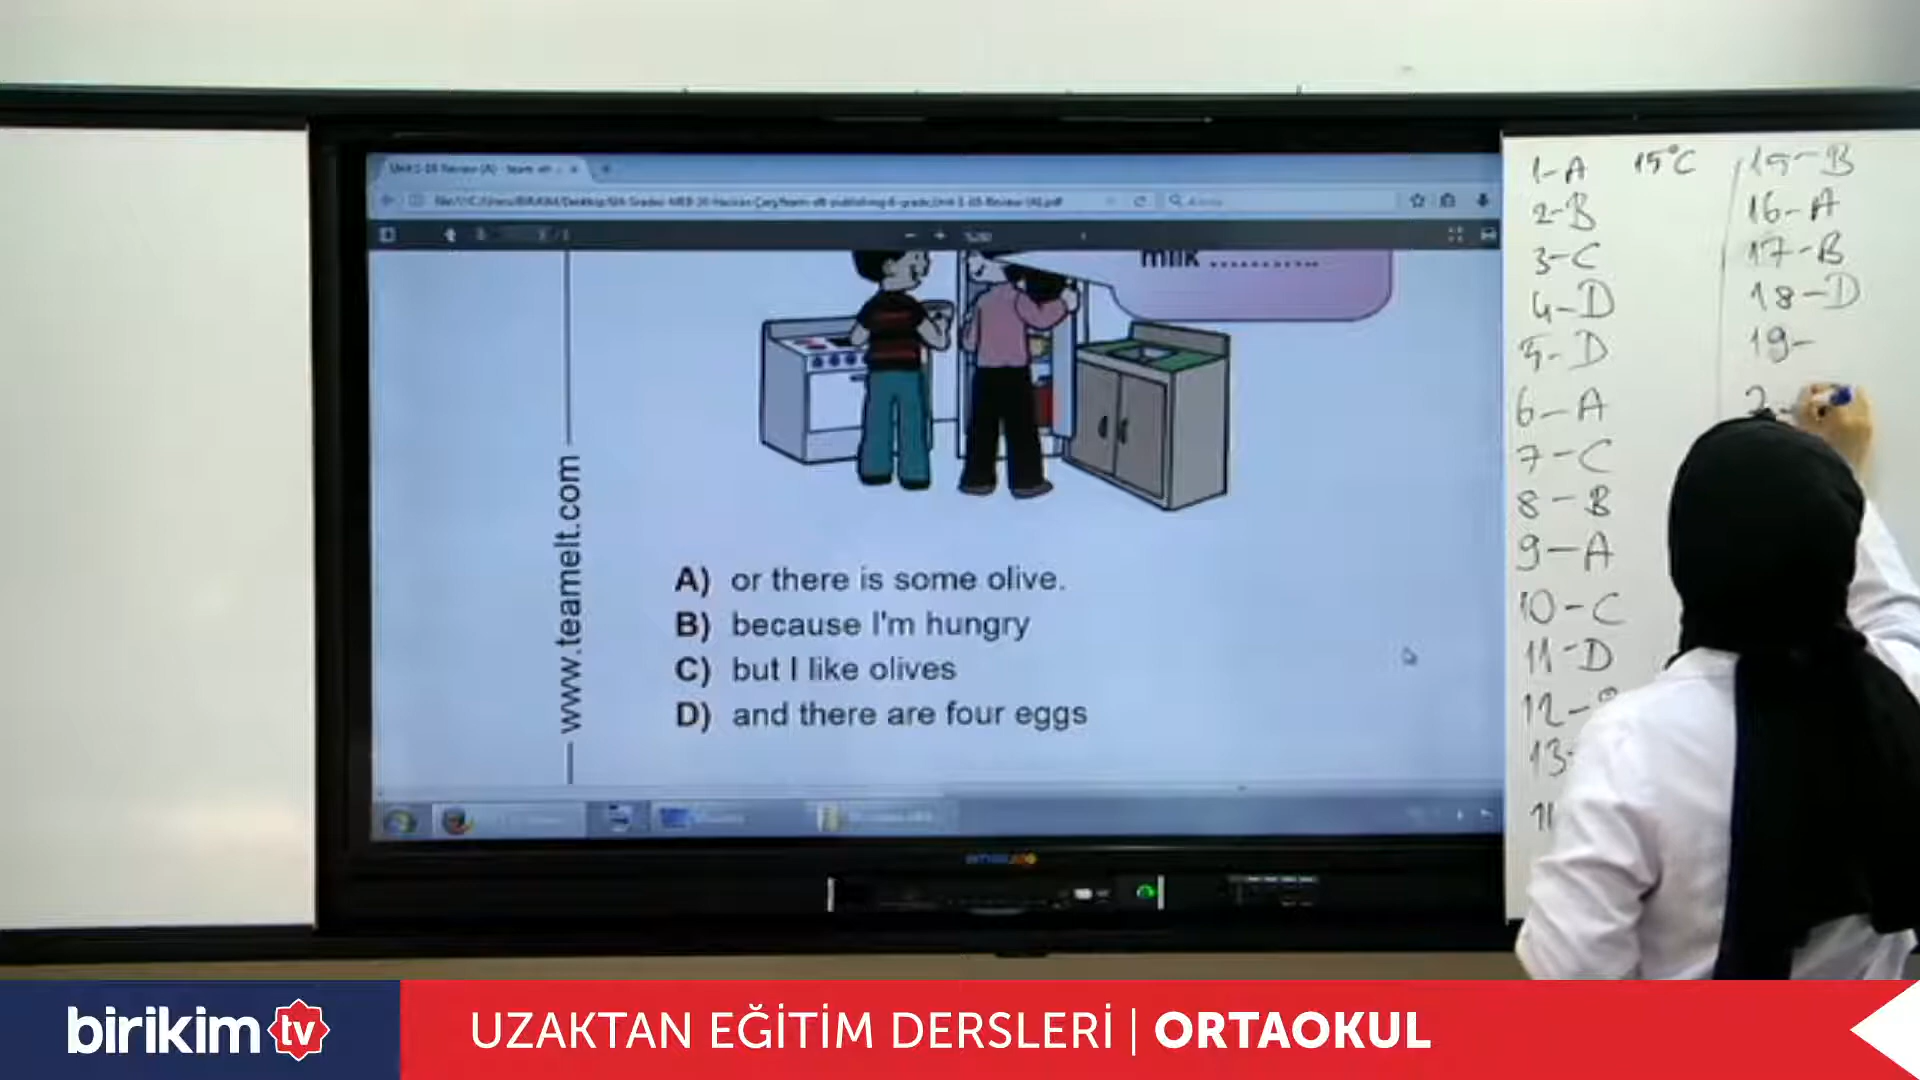 milk ............
A) or there is some olive.
B) because I'm hungry
C) but I like olives
D) and there are four eggs
www.teamelt.com
1-A
2-B
3-C
4-D
5-D
6-A
7-C
8-B
9-A
10-C
11-D
12-
13-
15°C
15-B
16-A
17-B
18-D
19-
birikim tv
UZAKTAN EĞİTİM DERSLERİ | ORTAOKUL